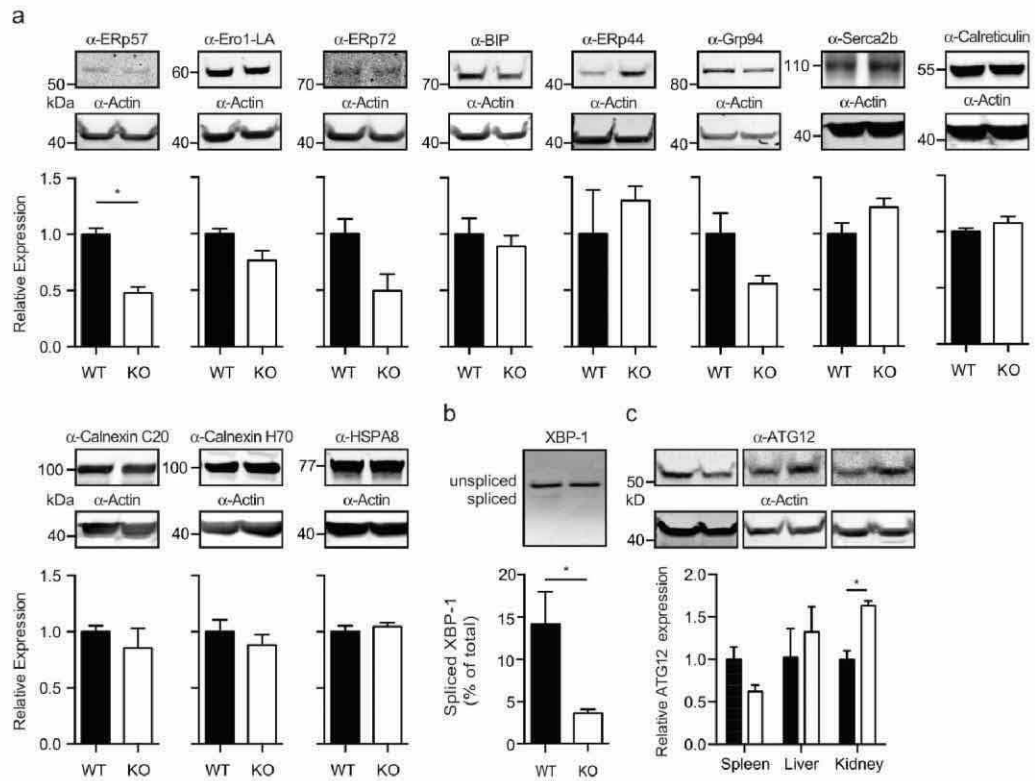 a
α-ERp57 α-Ero1-LA α-ERp72 α-BIP α-ERp44 α-Grp94 α-Serca2b α-Calreticulin
50 60 70 70 40 80 110 55
kDa α-Actin α-Actin α-Actin α-Actin α-Actin α-Actin α-Actin α-Actin
40 40 40 40 40 40 40 40
Relative Expression
1.5
1.0
0.5
0.0
* 
WT KO WT KO WT KO WT KO WT KO WT KO WT KO WT KO
α-Calnexin C20 α-Calnexin H70 α-HSPA8
100 100 77
kDa α-Actin α-Actin α-Actin
40 40 40
Relative Expression
1.5
1.0
0.5
0.0
WT KO WT KO WT KO
b
XBP-1
unspliced
spliced
Spliced XBP-1
(% of total)
20
15
10
5
0
*
WT KO
c
α-ATG12
50
kD α-Actin
40
Relative ATG12 expression
2.0
1.5
1.0
0.5
0.0
*
Spleen Liver Kidney